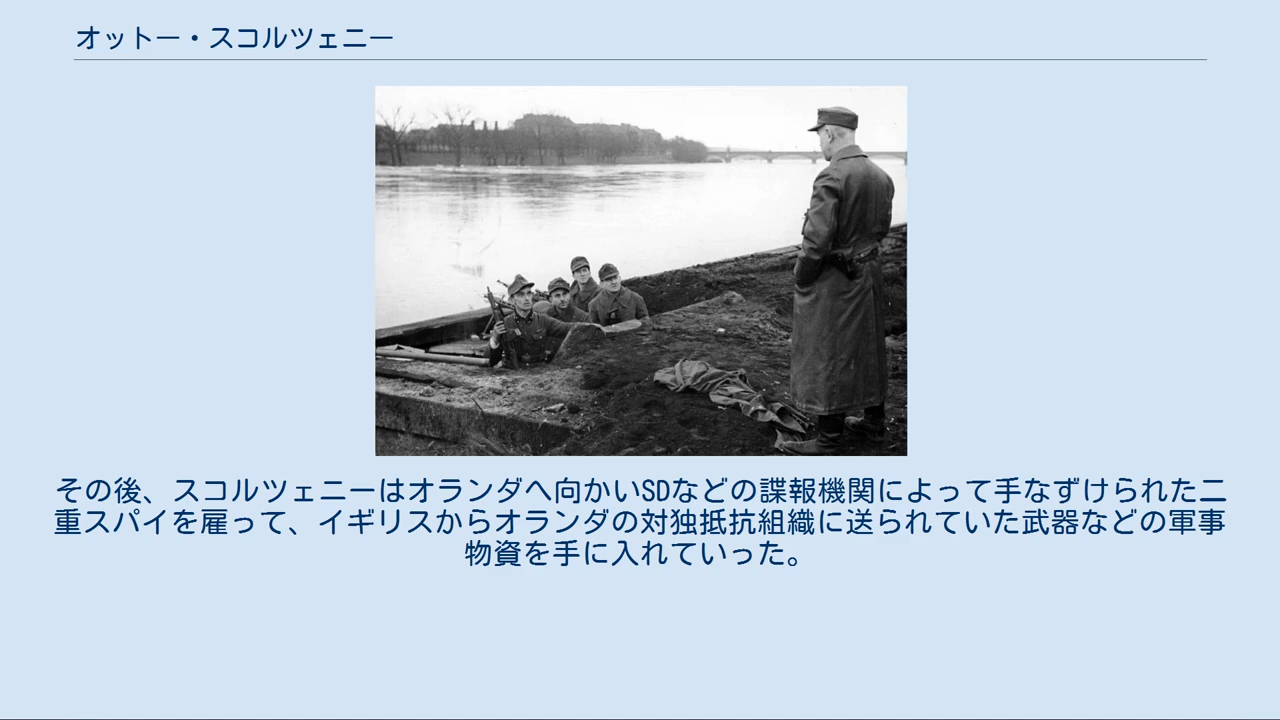 オットー・スコルツェニー
その後、スコルツェニーはオランダへ向かいSDなどの諜報機関によって手なずけられた二
重スパイを雇って、イギリスからオランダの対独抵抗組織に送られていた武器などの軍事
物資を手に入れていった。